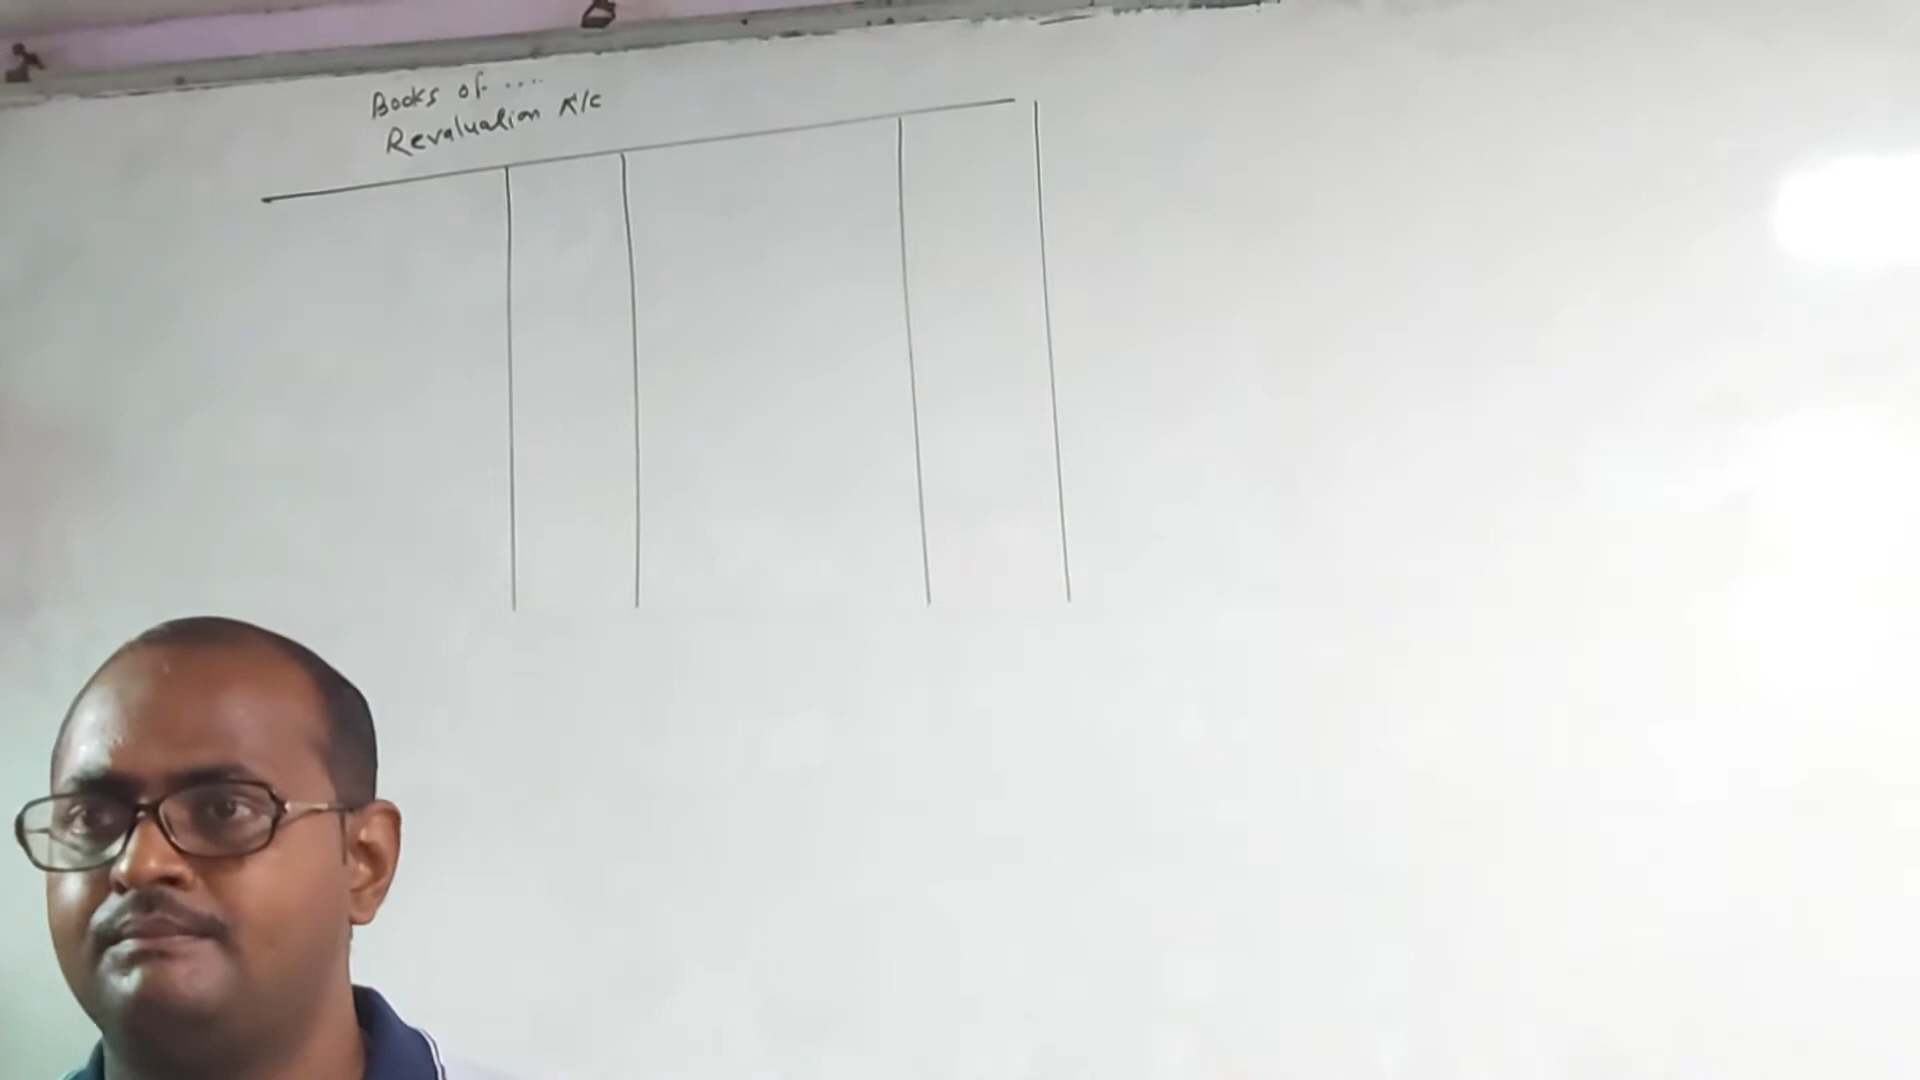 Books of ....
Revaluation A/c